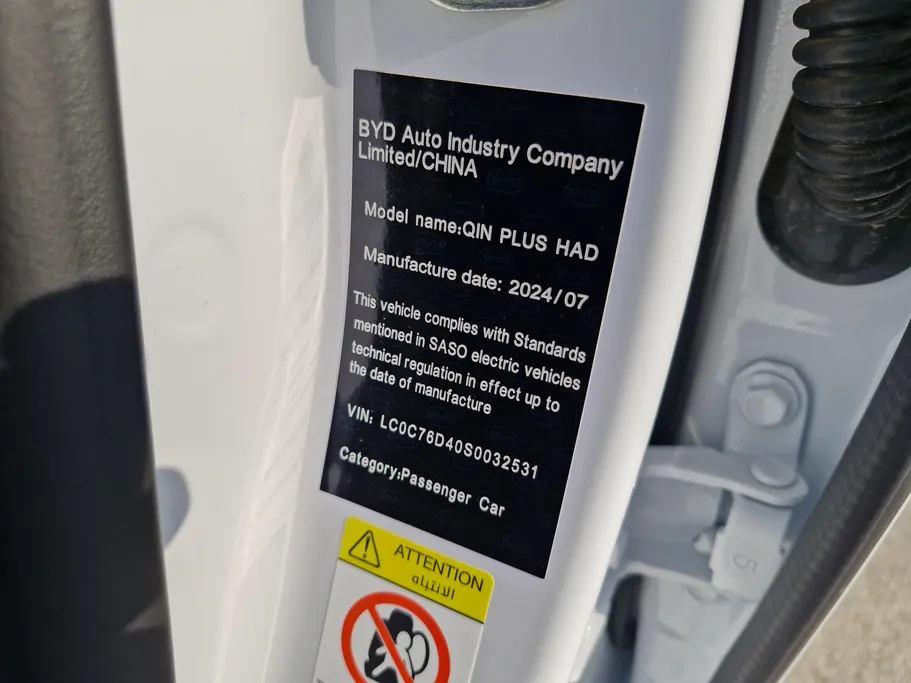 BYD Auto Industry Company
Limited/CHINA
Model name:QIN PLUS HAD
Manufacture date: 2024/07
This vehicle complies with Standards
mentioned in SASO electric vehicles
technical regulation in effect up to
the date of manufacture
VIN: LC0C76D40S0032531
Category:Passenger Car
ATTENTION
الانتباه
5